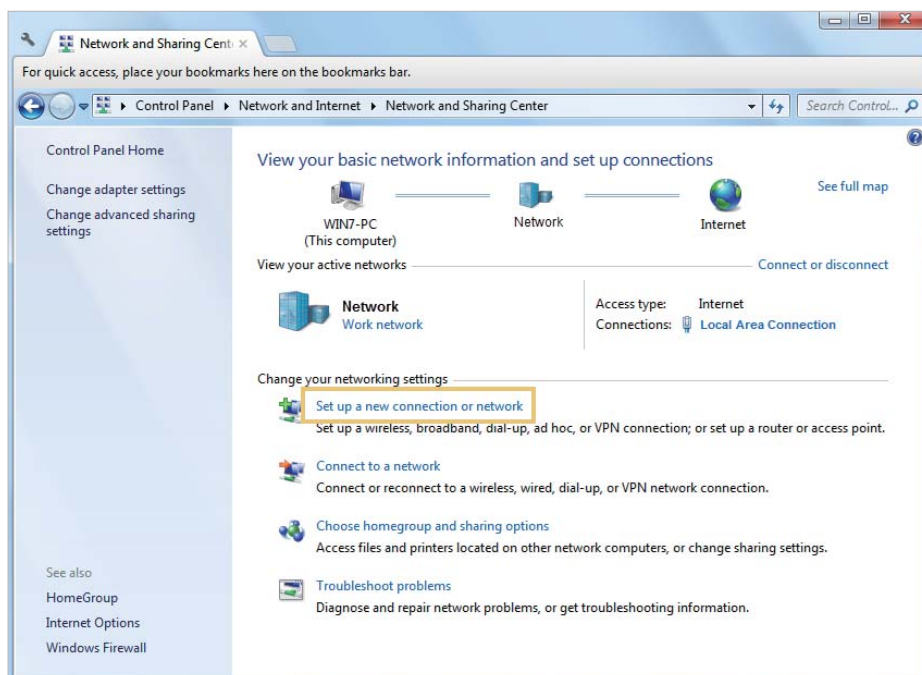 Network and Sharing Cent
For quick access, place your bookmarks here on the bookmarks bar.
Control Panel Network and Internet Network and Sharing Center
Search Control...
Control Panel Home
Change adapter settings
Change advanced sharing
settings
View your basic network information and set up connections
See full map
WIN7-PC
(This computer)
Network
Internet
View your active networks
Connect or disconnect
Network
Work network
Access type: Internet
Connections: Local Area Connection
Change your networking settings
Set up a new connection or network
Set up a wireless, broadband, dial-up, ad hoc, or VPN connection; or set up a router or access point.
Connect to a network
Connect or reconnect to a wireless, wired, dial-up, or VPN network connection.
Choose homegroup and sharing options
Access files and printers located on other network computers, or change sharing settings.
Troubleshoot problems
Diagnose and repair network problems, or get troubleshooting information.
See also
HomeGroup
Internet Options
Windows Firewall